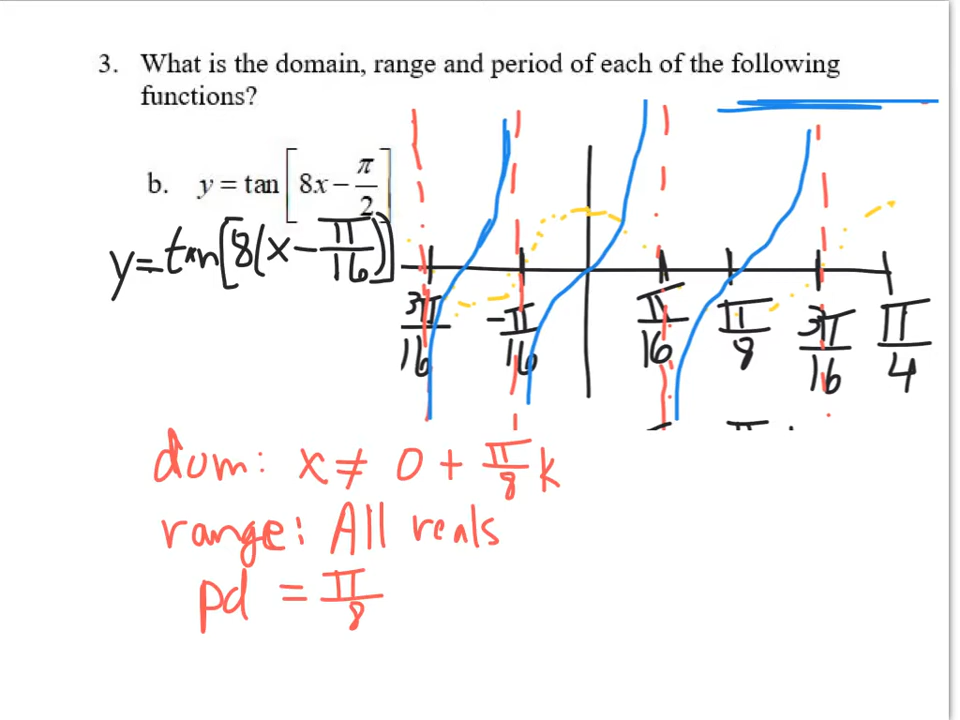 3. What is the domain, range and period of each of the following
functions?
b. y = tan[8x − π/2]
y = tan[8(x − π/16)]
3π/16 -π/16 π/16 π/8 3π/16 π/4
dom: x ≠ 0 + π/8 k
range: All reals
pd = π/8